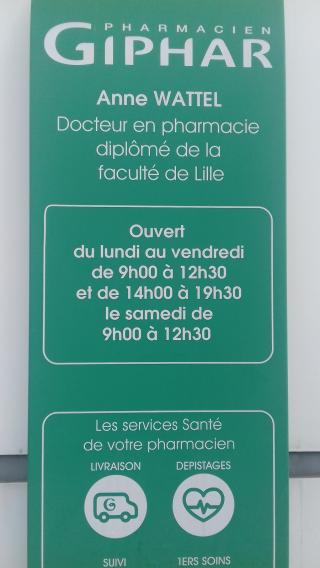 PHARMACIEN
GIPHAR
Anne WATTEL
Docteur en pharmacie
diplômé de la
faculté de Lille
Ouvert
du lundi au vendredi
de 9h00 à 12h30
et de 14h00 à 19h30
le samedi de
9h00 à 12h30
Les services Santé
de votre pharmacien
LIVRAISON DEPISTAGES
G
SUIVI 1ERS SOINS